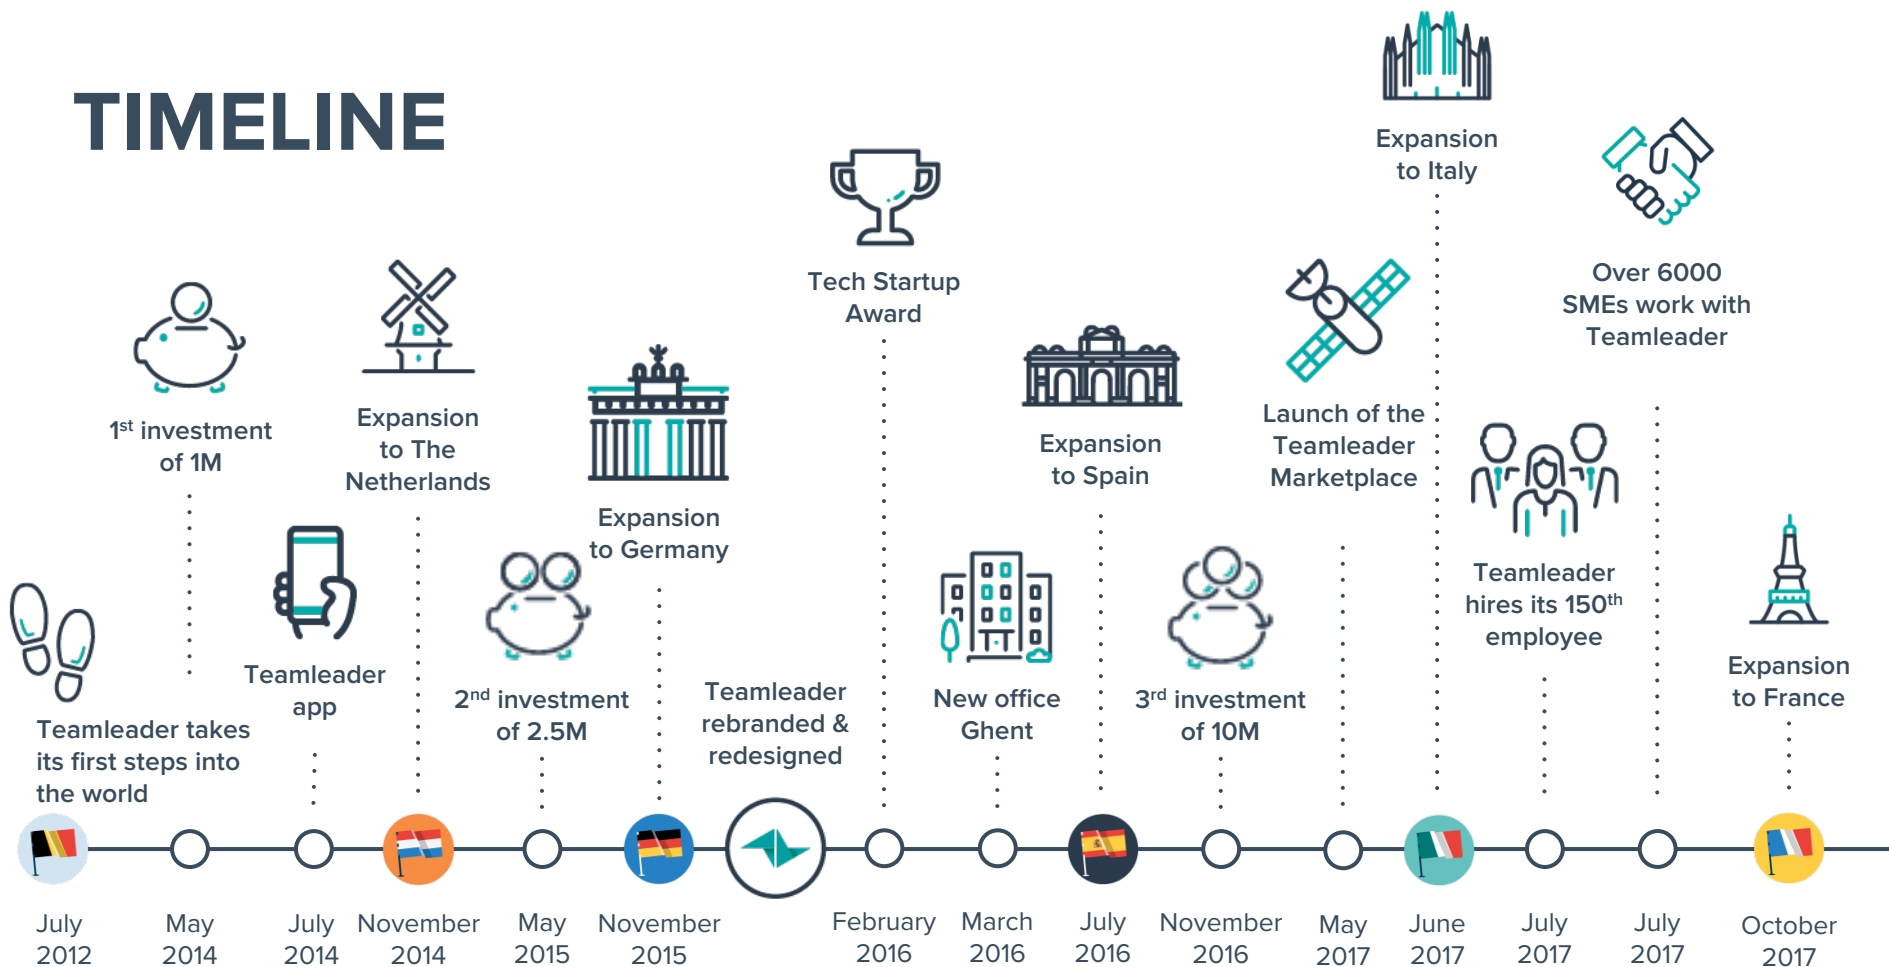 TIMELINE
Teamleader takes
its first steps into
the world
July
2012
1st investment
of 1M
May
2014
Teamleader
app
July
2014
Expansion
to The
Netherlands
November
2014
2nd investment
of 2.5M
May
2015
Expansion
to Germany
November
2015
Teamleader
rebranded &
redesigned
Tech Startup
Award
February
2016
New office
Ghent
March
2016
Expansion
to Spain
July
2016
3rd investment
of 10M
November
2016
Launch of the
Teamleader
Marketplace
May
2017
Expansion
to Italy
June
2017
Teamleader
hires its 150th
employee
July
2017
Over 6000
SMEs work with
Teamleader
July
2017
Expansion
to France
October
2017